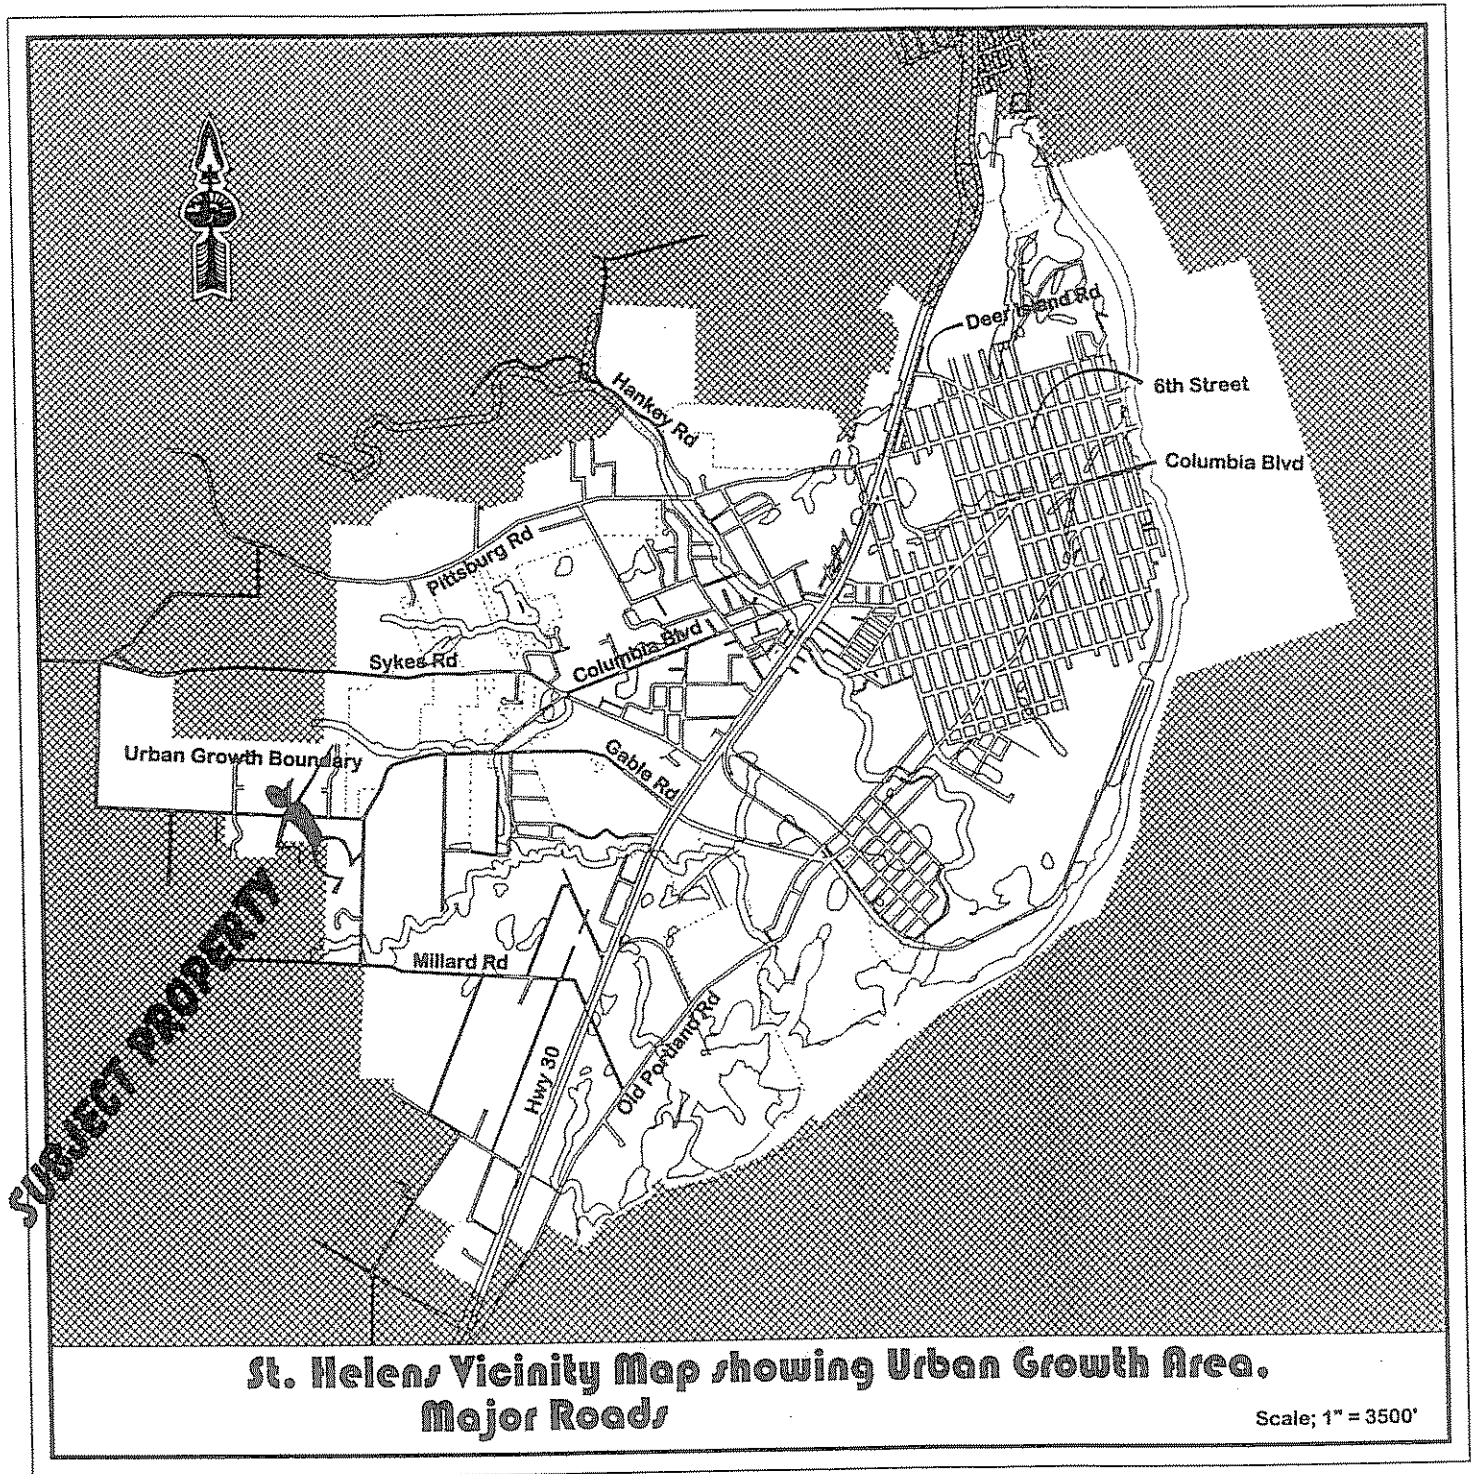 Deer Island Rd
6th Street
Hankey Rd
Columbia Blvd
Pittsburg Rd
Columbia Blvd
Sykes Rd
Urban Growth Boundary
Gable Rd
SUBJECT PROPERTY
Millard Rd
Hwy 30
Old Portland Rd
St. Helens Vicinity Map showing Urban Growth Area.
Major Roads
Scale; 1" = 3500'